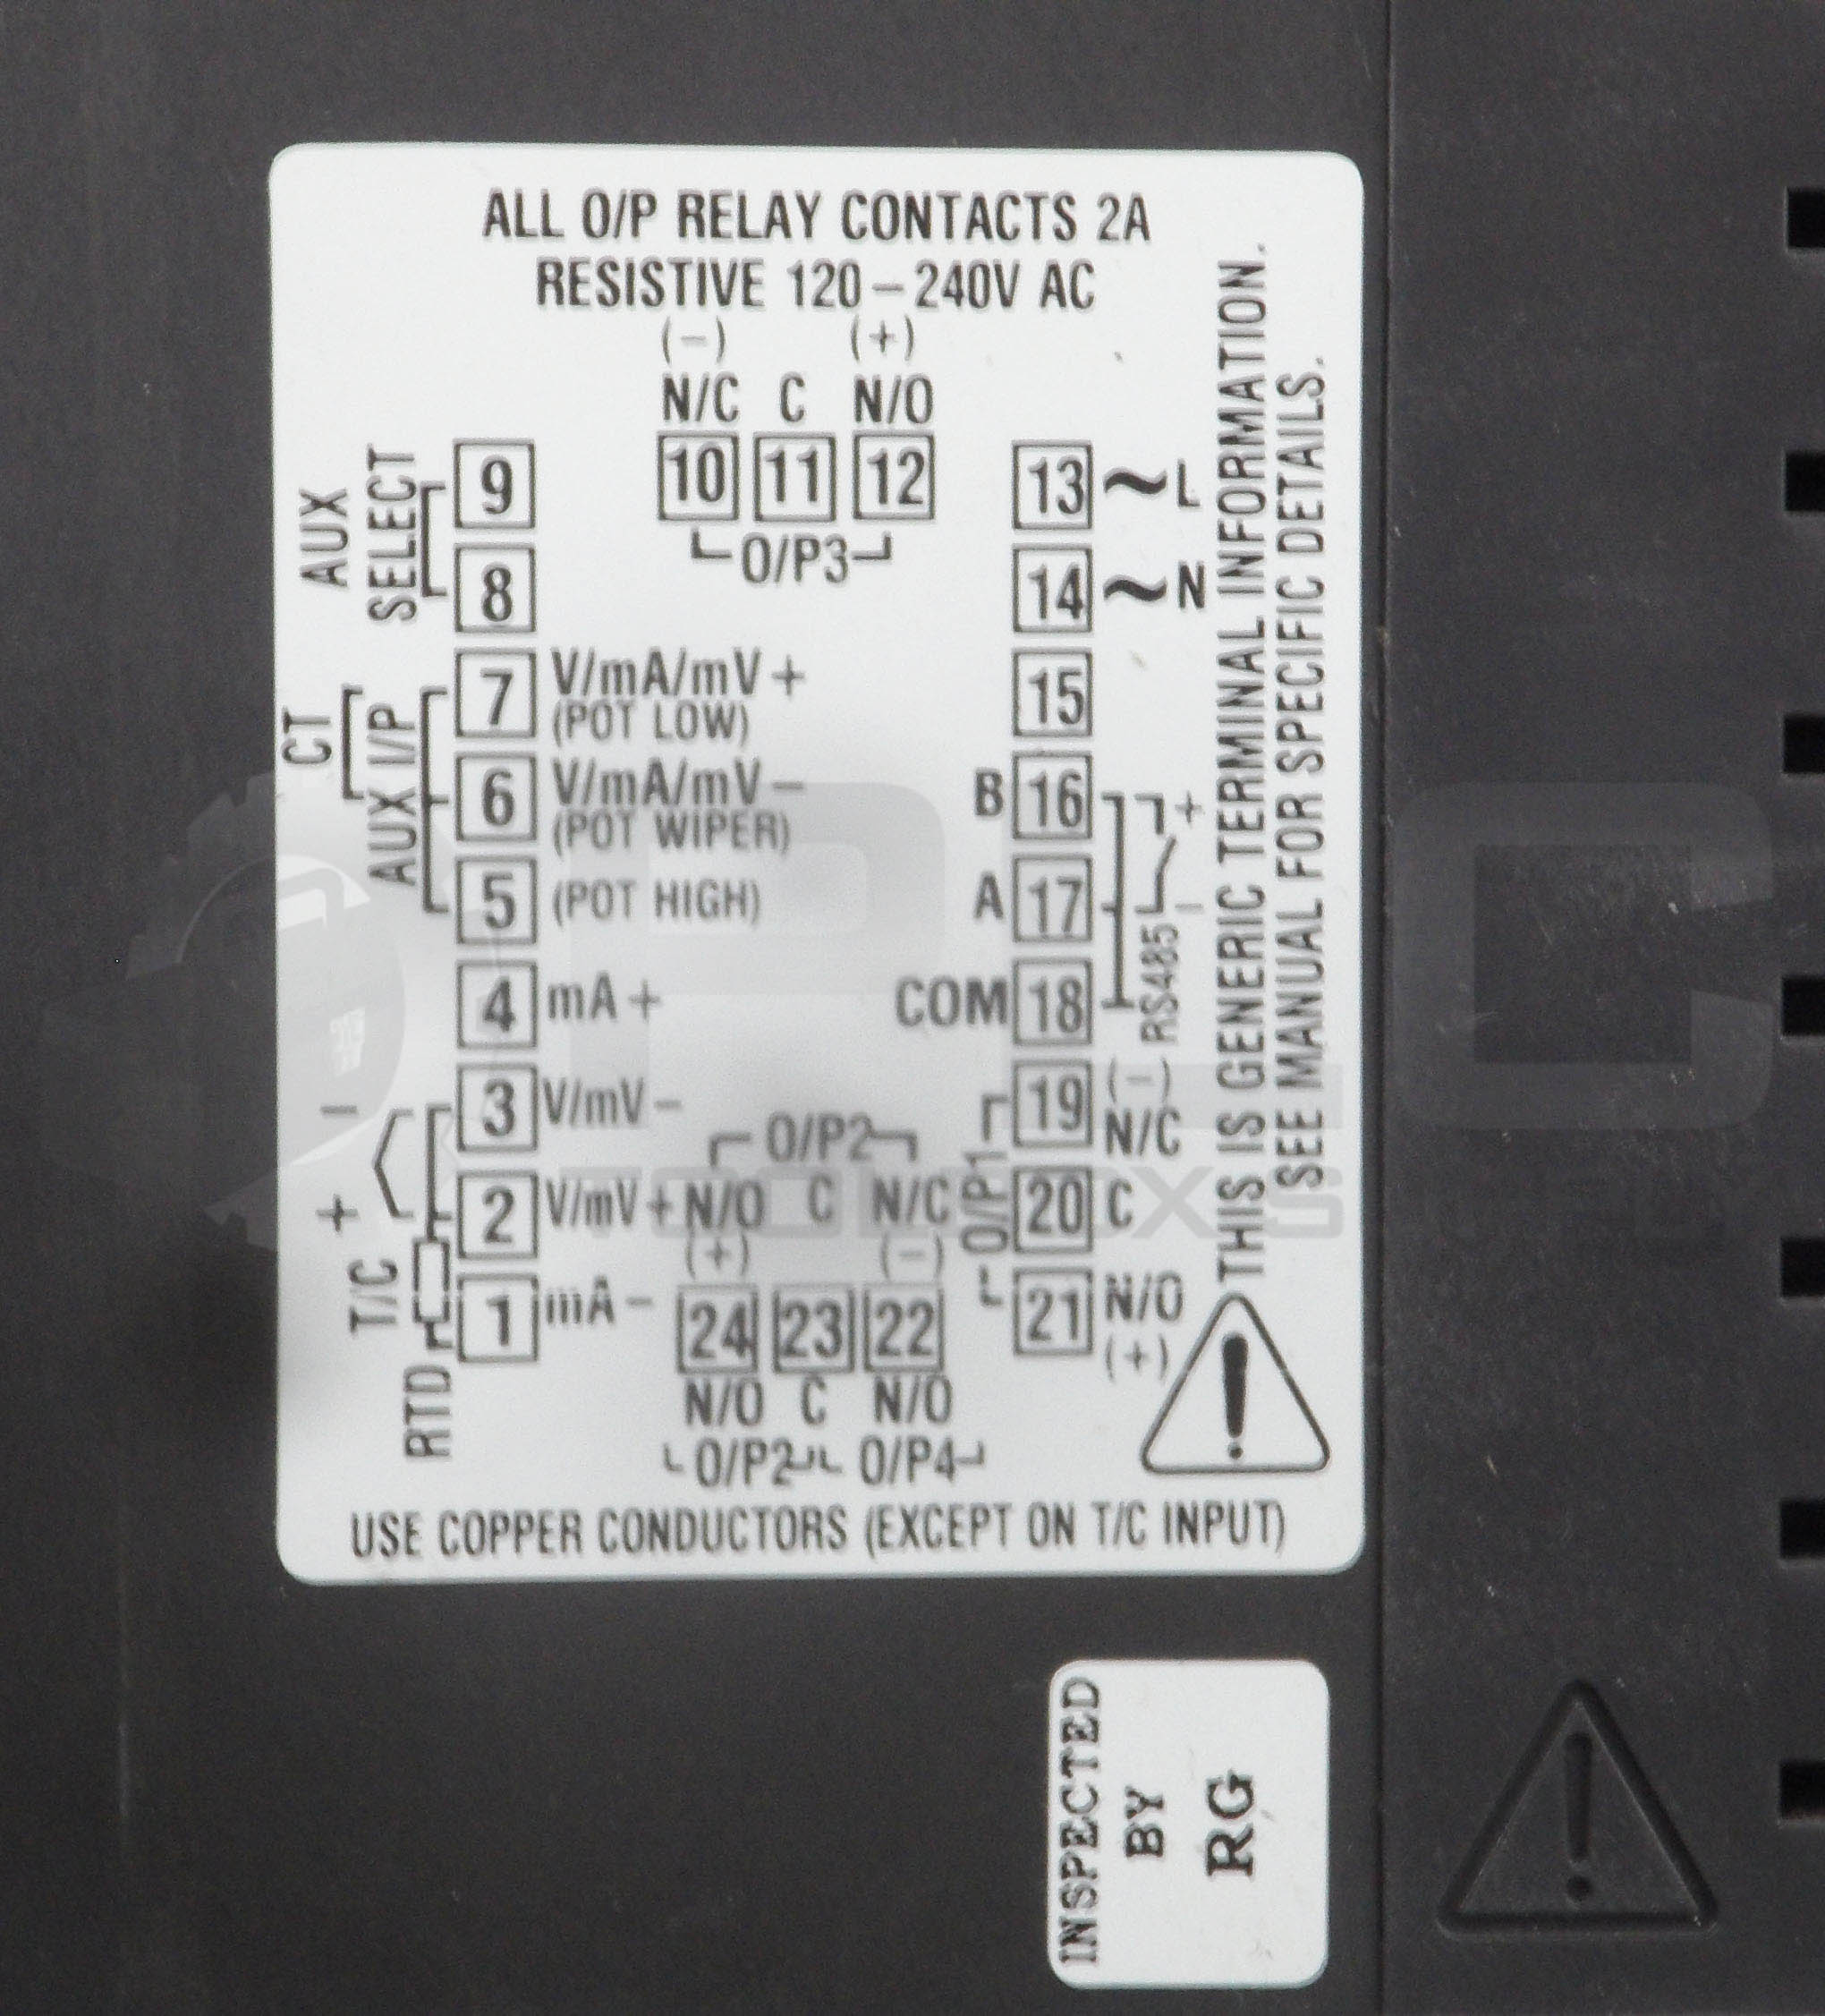 ALL O/P RELAY CONTACTS 2A
RESISTIVE 120-240V AC
(-) (+)
N/C C N/O
10 11 12
O/P3
AUX
SELECT
9
8
CT
AUX I/P
7 V/mA/mV+
(POT LOW)
6 V/mA/mV-
(POT WIPER)
5 (POT HIGH)
4 mA+
3 V/mV-
2 V/mV+
1 mA-
- +
T/C
RTD
13 ~ L
14 ~ N
15
B 16 +
A 17 -
COM 18
RS485
19 (-)
N/C
20 C
21 N/O
(+)
O/P1
O/P2
N/O C N/C
(+) (-)
24 23 22
N/O C N/O
O/P2 O/P4
THIS IS GENERIC TERMINAL INFORMATION.
SEE MANUAL FOR SPECIFIC DETAILS.
!
USE COPPER CONDUCTORS (EXCEPT ON T/C INPUT)
INSPECTED
BY
RG
!
PLC
TOOLBOXS